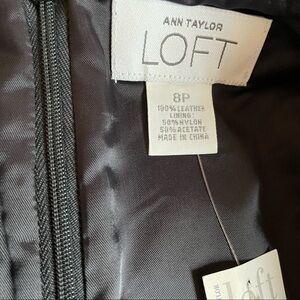 ANN TAYLOR
LOFT
8P
100% LEATHER
LINING:
50% NYLON
50% ACETATE
MADE IN CHINA
loft